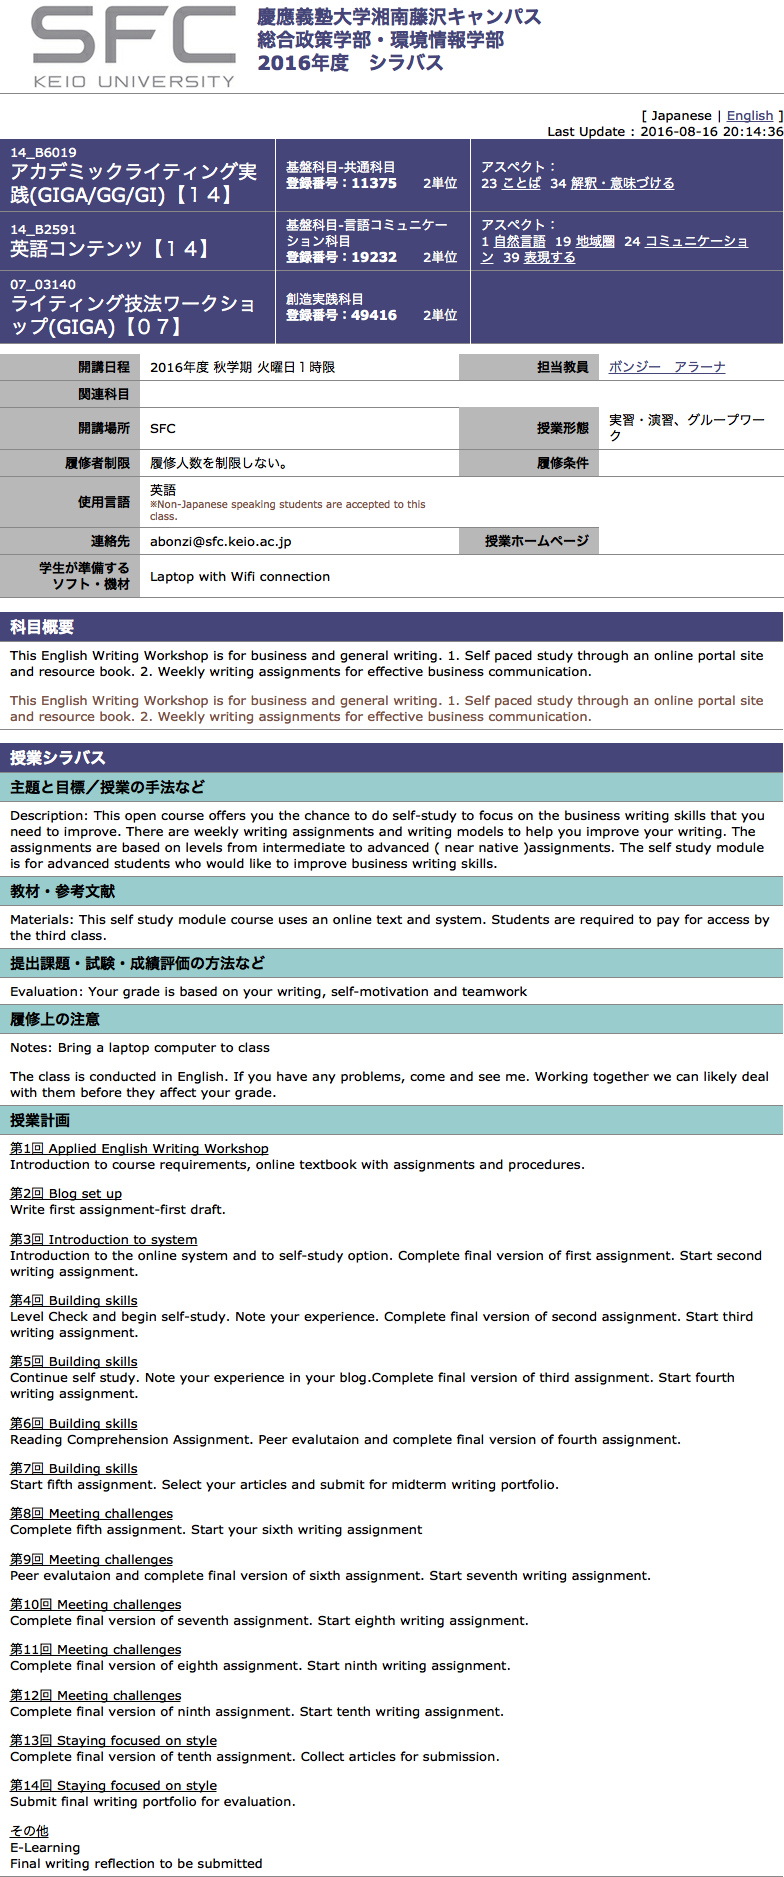 SFC
KEIO UNIVERSITY
慶應義塾大学湘南藤沢キャンパス
総合政策学部・環境情報学部
2016年度　シラバス
[ Japanese | English ]
Last Update : 2016-08-16 20:14:36
14_B6019
アカデミックライティング実
践(GIGA/GG/GI)【１４】
基盤科目-共通科目
登録番号：11375 2単位
アスペクト：
23 ことば 34 解釈・意味づける
14_B2591
英語コンテンツ【１４】
基盤科目-言語コミュニケー
ション科目
登録番号：19232 2単位
アスペクト：
1 自然言語 19 地域圏 24 コミュニケーショ
ン 39 表現する
07_03140
ライティング技法ワークショ
ップ(GIGA)【０７】
創造実践科目
登録番号：49416 2単位
開講日程 2016年度 秋学期 火曜日１時限 担当教員 ボンジー　アラーナ
関連科目
開講場所 SFC 授業形態 実習・演習、グループワー
ク
履修者制限 履修人数を制限しない。 履修条件
使用言語 英語
※Non-Japanese speaking students are accepted to this
class.
連絡先 abonzi@sfc.keio.ac.jp 授業ホームページ
学生が準備する
ソフト・機材 Laptop with Wifi connection
科目概要
This English Writing Workshop is for business and general writing. 1. Self paced study through an online portal site
and resource book. 2. Weekly writing assignments for effective business communication.
This English Writing Workshop is for business and general writing. 1. Self paced study through an online portal site
and resource book. 2. Weekly writing assignments for effective business communication.
授業シラバス
主題と目標／授業の手法など
Description: This open course offers you the chance to do self-study to focus on the business writing skills that you
need to improve. There are weekly writing assignments and writing models to help you improve your writing. The
assignments are based on levels from intermediate to advanced ( near native )assignments. The self study module
is for advanced students who would like to improve business writing skills.
教材・参考文献
Materials: This self study module course uses an online text and system. Students are required to pay for access by
the third class.
提出課題・試験・成績評価の方法など
Evaluation: Your grade is based on your writing, self-motivation and teamwork
履修上の注意
Notes: Bring a laptop computer to class
The class is conducted in English. If you have any problems, come and see me. Working together we can likely deal
with them before they affect your grade.
授業計画
第1回 Applied English Writing Workshop
Introduction to course requirements, online textbook with assignments and procedures.
第2回 Blog set up
Write first assignment-first draft.
第3回 Introduction to system
Introduction to the online system and to self-study option. Complete final version of first assignment. Start second
writing assignment.
第4回 Building skills
Level Check and begin self-study. Note your experience. Complete final version of second assignment. Start third
writing assignment.
第5回 Building skills
Continue self study. Note your experience in your blog.Complete final version of third assignment. Start fourth
writing assignment.
第6回 Building skills
Reading Comprehension Assignment. Peer evalutaion and complete final version of fourth assignment.
第7回 Building skills
Start fifth assignment. Select your articles and submit for midterm writing portfolio.
第8回 Meeting challenges
Complete fifth assignment. Start your sixth writing assignment
第9回 Meeting challenges
Peer evalutaion and complete final version of sixth assignment. Start seventh writing assignment.
第10回 Meeting challenges
Complete final version of seventh assignment. Start eighth writing assignment.
第11回 Meeting challenges
Complete final version of eighth assignment. Start ninth writing assignment.
第12回 Meeting challenges
Complete final version of ninth assignment. Start tenth writing assignment.
第13回 Staying focused on style
Complete final version of tenth assignment. Collect articles for submission.
第14回 Staying focused on style
Submit final writing portfolio for evaluation.
その他
E-Learning
Final writing reflection to be submitted